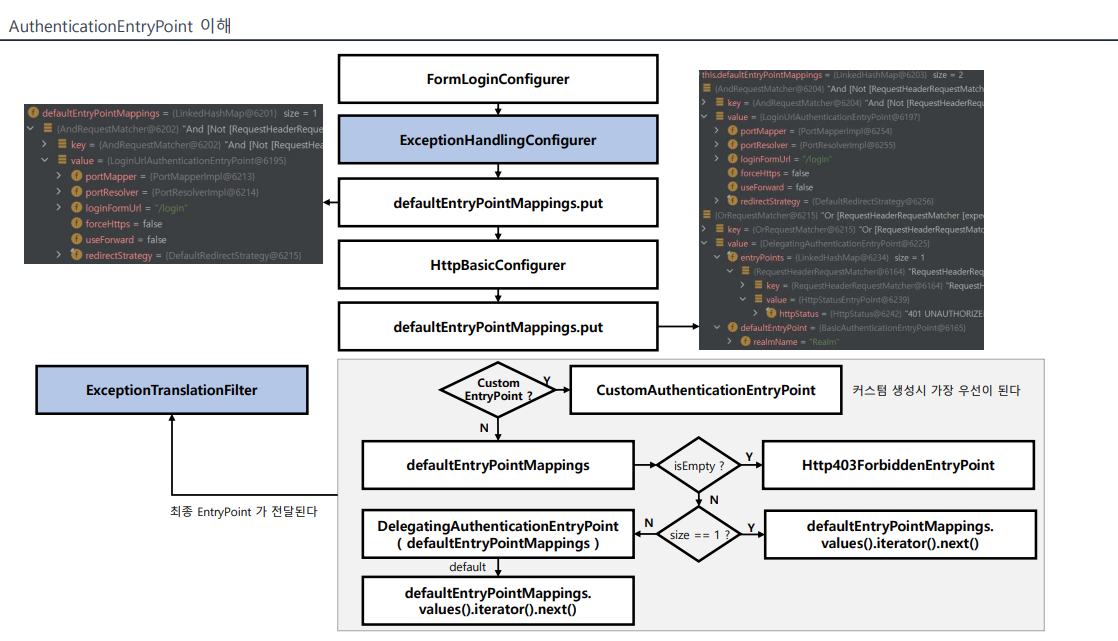 AuthenticationEntryPoint 이해
FormLoginConfigurer
ExceptionHandlingConfigurer
defaultEntryPointMappings.put
HttpBasicConfigurer
defaultEntryPointMappings.put
defaultEntryPointMappings = {LinkedHashMap@6201} size = 1
{AndRequestMatcher@6202} "And [Not [RequestHeaderReque
key = {AndRequestMatcher@6202} "And [Not [RequestHea
value = {LoginUrlAuthenticationEntryPoint@6195}
portMapper = {PortMapperImpl@6213}
portResolver = {PortResolverImpl@6214}
loginFormUrl = "/login"
forceHttps = false
useForward = false
redirectStrategy = {DefaultRedirectStrategy@6215}
this.defaultEntryPointMappings = {LinkedHashMap@6203} size = 2
{AndRequestMatcher@6204} "And [Not [RequestHeaderRequestMatch
key = {AndRequestMatcher@6204} "And [Not [RequestHeaderReq
value = {LoginUrlAuthenticationEntryPoint@6197}
portMapper = {PortMapperImpl@6254}
portResolver = {PortResolverImpl@6255}
loginFormUrl = "/login"
forceHttps = false
useForward = false
redirectStrategy = {DefaultRedirectStrategy@6256}
{OrRequestMatcher@6215} "Or [RequestHeaderRequestMatcher [expe
key = {OrRequestMatcher@6215} "Or [RequestHeaderRequestMatc
value = {DelegatingAuthenticationEntryPoint@6225}
entryPoints = {LinkedHashMap@6234} size = 1
{RequestHeaderRequestMatcher@6164} "RequestHeaderReq
key = {RequestHeaderRequestMatcher@6164} "RequestH
value = {HttpStatusEntryPoint@6239}
httpStatus = {HttpStatus@6242} "401 UNAUTHORIZE
defaultEntryPoint = {BasicAuthenticationEntryPoint@6165}
realmName = "Realm"
ExceptionTranslationFilter
최종 EntryPoint 가 전달된다
Custom
EntryPoint ?
Y
CustomAuthenticationEntryPoint
커스텀 생성시 가장 우선이 된다
N
defaultEntryPointMappings
isEmpty ?
Y
Http403ForbiddenEntryPoint
N
DelegatingAuthenticationEntryPoint
( defaultEntryPointMappings )
N
size == 1 ?
Y
defaultEntryPointMappings.
values().iterator().next()
default
defaultEntryPointMappings.
values().iterator().next()